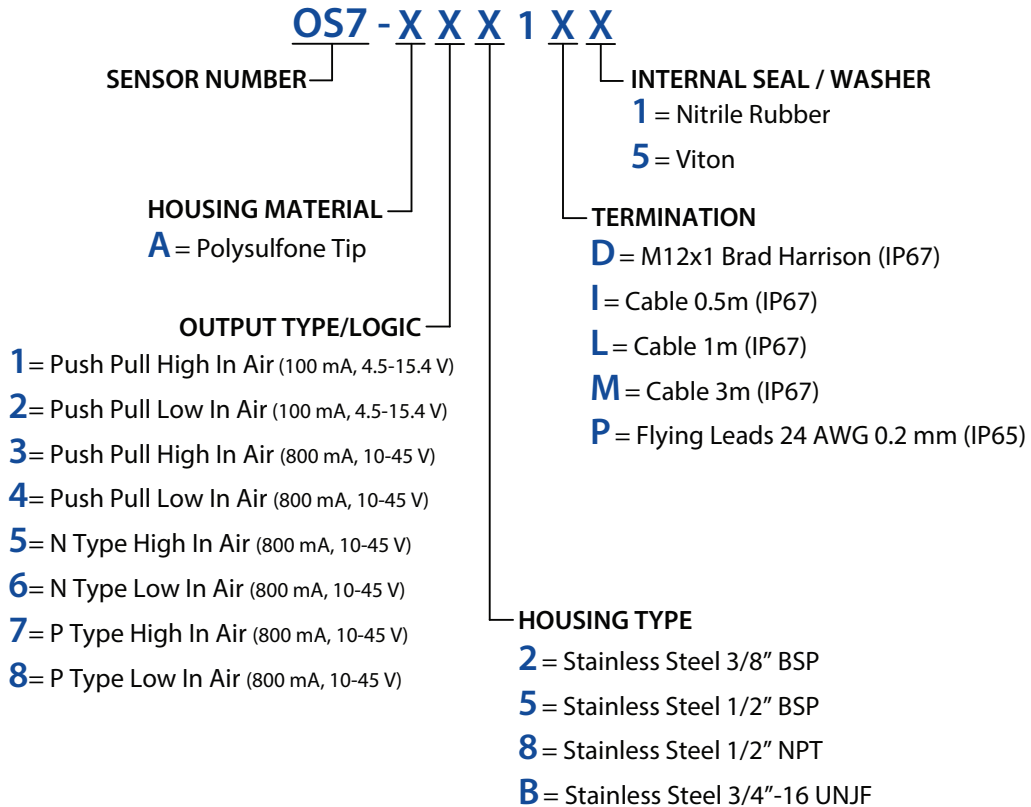 OS7 - X X X 1 X X
SENSOR NUMBER
INTERNAL SEAL / WASHER
1 = Nitrile Rubber
5 = Viton
HOUSING MATERIAL
A = Polysulfone Tip
TERMINATION
D = M12x1 Brad Harrison (IP67)
I = Cable 0.5m (IP67)
L = Cable 1m (IP67)
M = Cable 3m (IP67)
P = Flying Leads 24 AWG 0.2 mm (IP65)
OUTPUT TYPE/LOGIC
1= Push Pull High In Air (100 mA, 4.5-15.4 V)
2= Push Pull Low In Air (100 mA, 4.5-15.4 V)
3= Push Pull High In Air (800 mA, 10-45 V)
4= Push Pull Low In Air (800 mA, 10-45 V)
5= N Type High In Air (800 mA, 10-45 V)
6= N Type Low In Air (800 mA, 10-45 V)
7= P Type High In Air (800 mA, 10-45 V)
8= P Type Low In Air (800 mA, 10-45 V)
HOUSING TYPE
2 = Stainless Steel 3/8” BSP
5 = Stainless Steel 1/2” BSP
8 = Stainless Steel 1/2” NPT
B = Stainless Steel 3/4”-16 UNJF